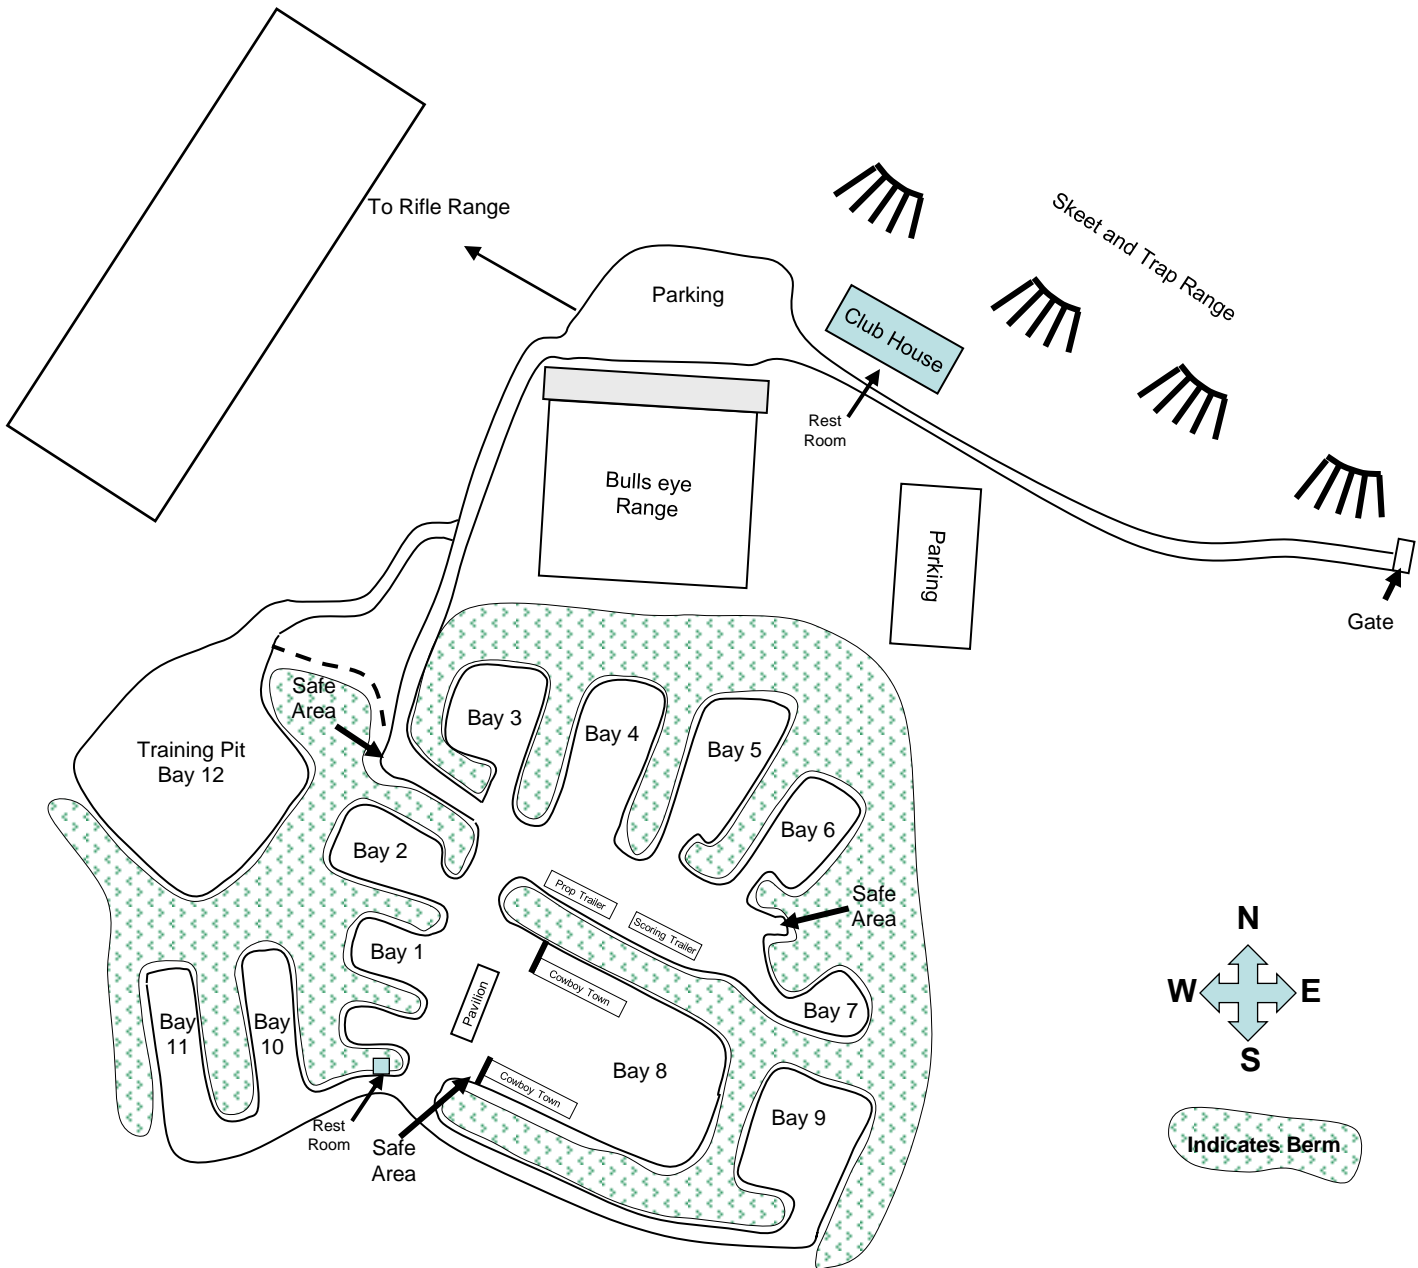 To Rifle Range
Skeet and Trap Range
Parking
Club House
Rest
Room
Bulls eye
Range
Parking
Gate
Safe
Area
Bay 3
Bay 4
Bay 5
Training Pit
Bay 12
Bay 6
Bay 2
Prop Trailer
Safe
Area
Scoring Trailer
N
Bay 1
Cowboy Town
W
E
Pavilion
Bay 7
Bay
11
Bay
10
S
Bay 8
Cowboy Town
Bay 9
Rest
Room
Safe
Area
Indicates Berm